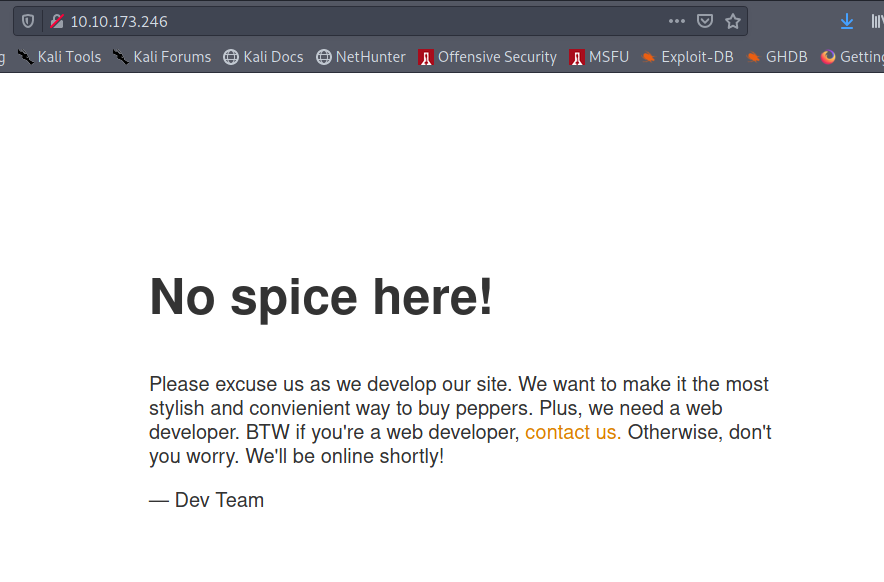 10.10.173.246
g Kali Tools Kali Forums Kali Docs NetHunter Offensive Security MSFU Exploit-DB GHDB Getting
No spice here!
Please excuse us as we develop our site. We want to make it the most
stylish and convienient way to buy peppers. Plus, we need a web
developer. BTW if you're a web developer, contact us. Otherwise, don't
you worry. We'll be online shortly!
— Dev Team